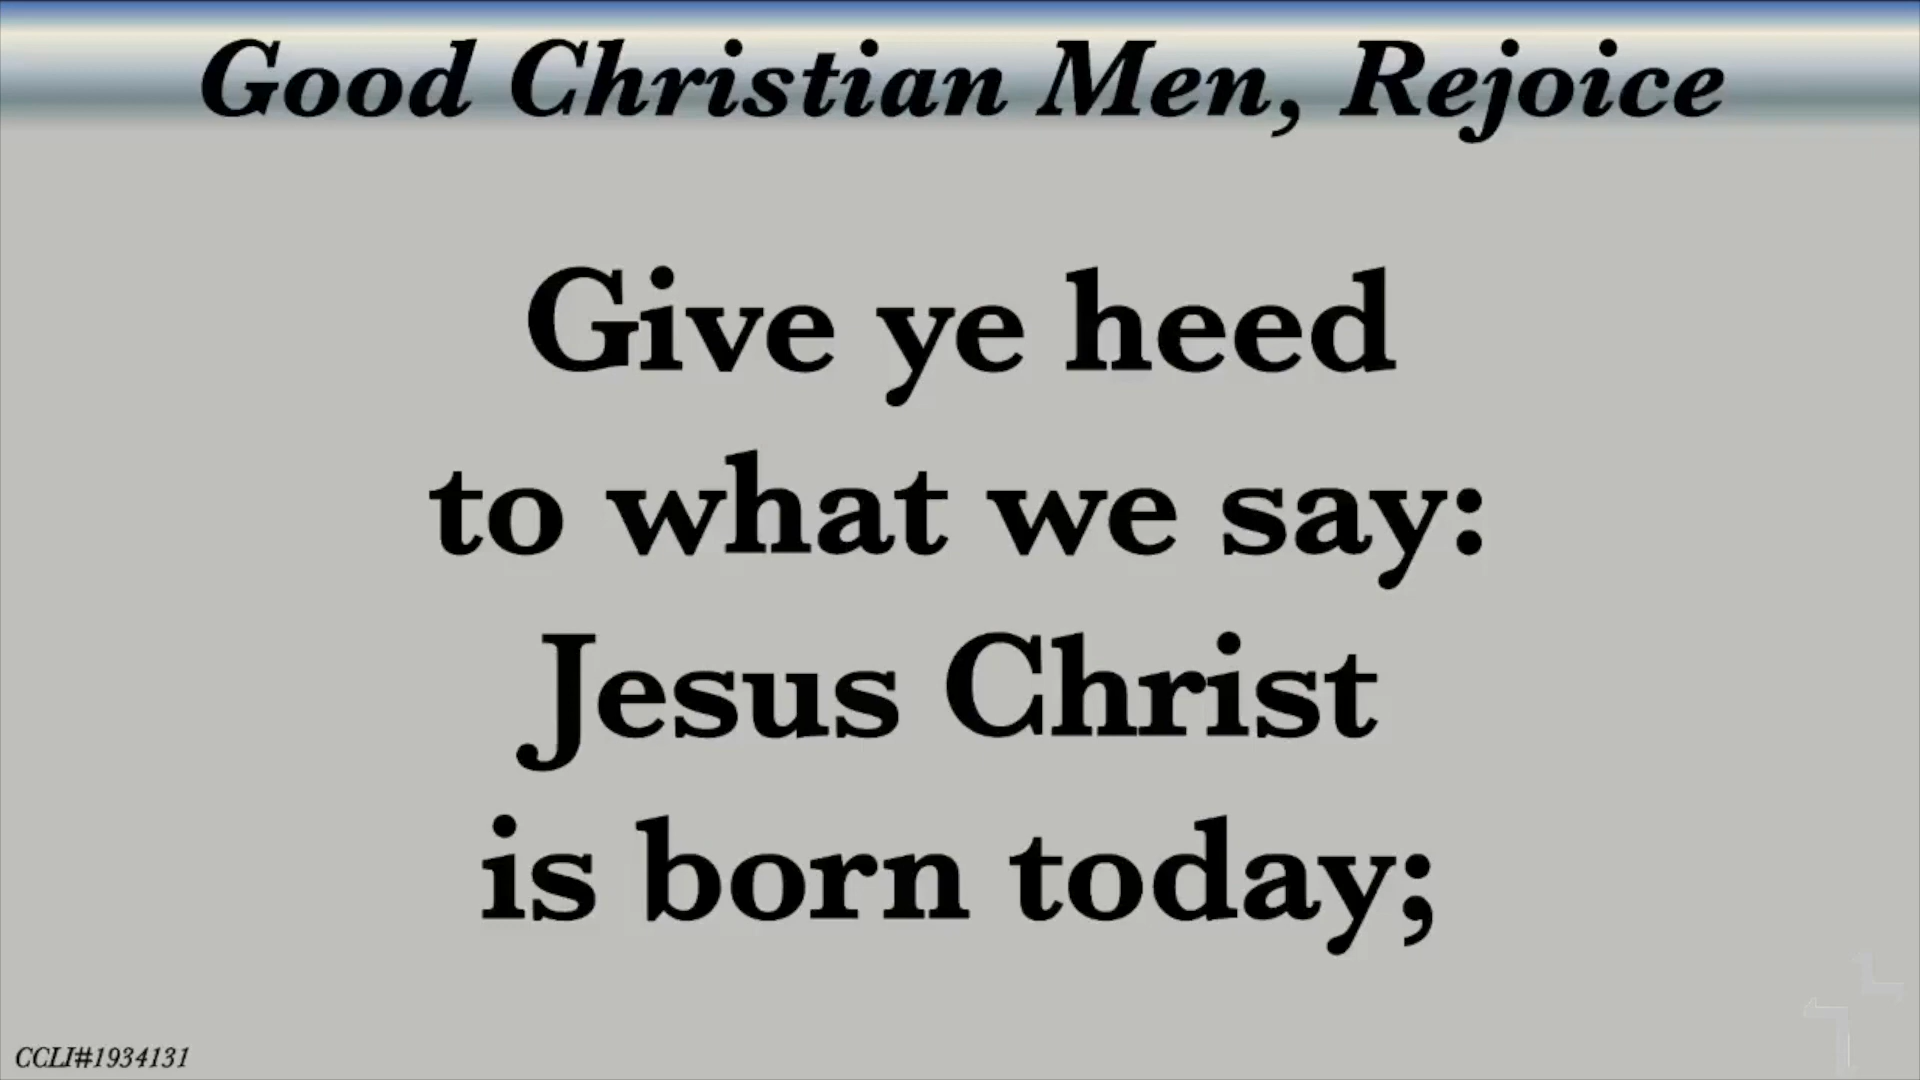 Good Christian Men, Rejoice
Give ye heed
to what we say:
Jesus Christ
is born today;
CCLI#1934131